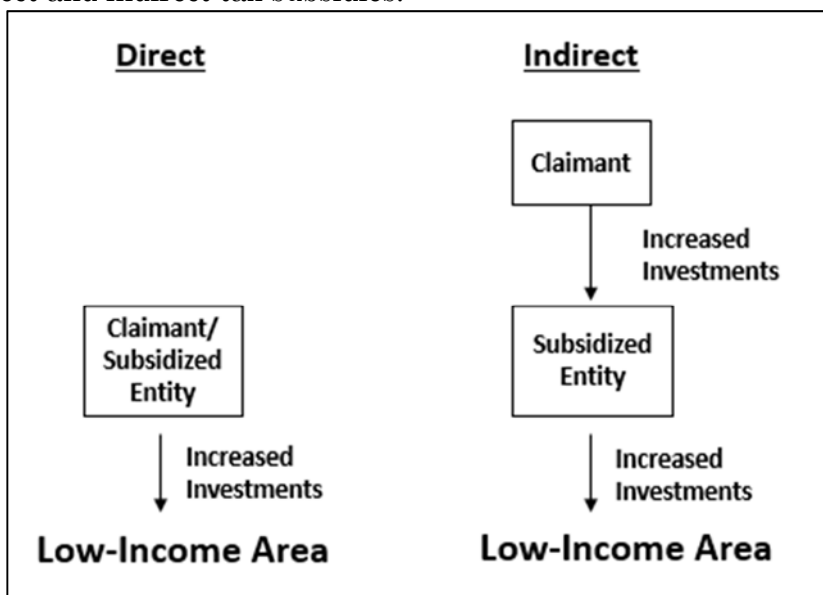 ect and indirect tax subsidies.
Direct
Claimant/
Subsidized
Entity
Increased
Investments
Low-Income Area
Indirect
Claimant
Increased
Investments
Subsidized
Entity
Increased
Investments
Low-Income Area